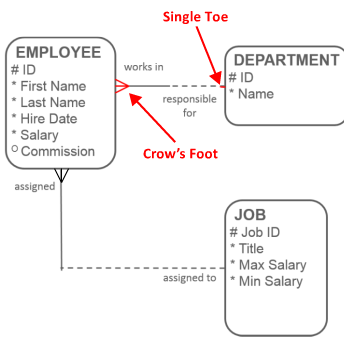 Single Toe
EMPLOYEE
# ID
* First Name
* Last Name
* Hire Date
* Salary
○ Commission
works in
responsible
for
DEPARTMENT
# ID
* Name
Crow's Foot
assigned
assigned to
JOB
# Job ID
* Title
* Max Salary
* Min Salary